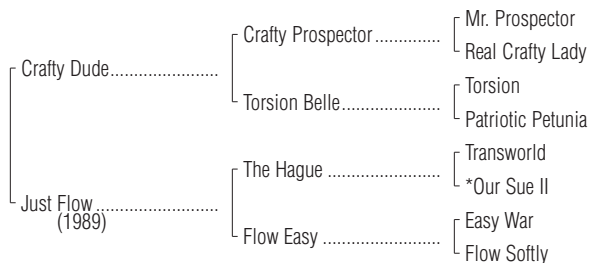 Mr. Prospector
Crafty Prospector..............
Real Crafty Lady
Crafty Dude.......................
Torsion
Torsion Belle.....................
Patriotic Petunia
Transworld
The Hague ........................
*Our Sue II
Just Flow..........................
(1989)
Easy War
Flow Easy .........................
Flow Softly